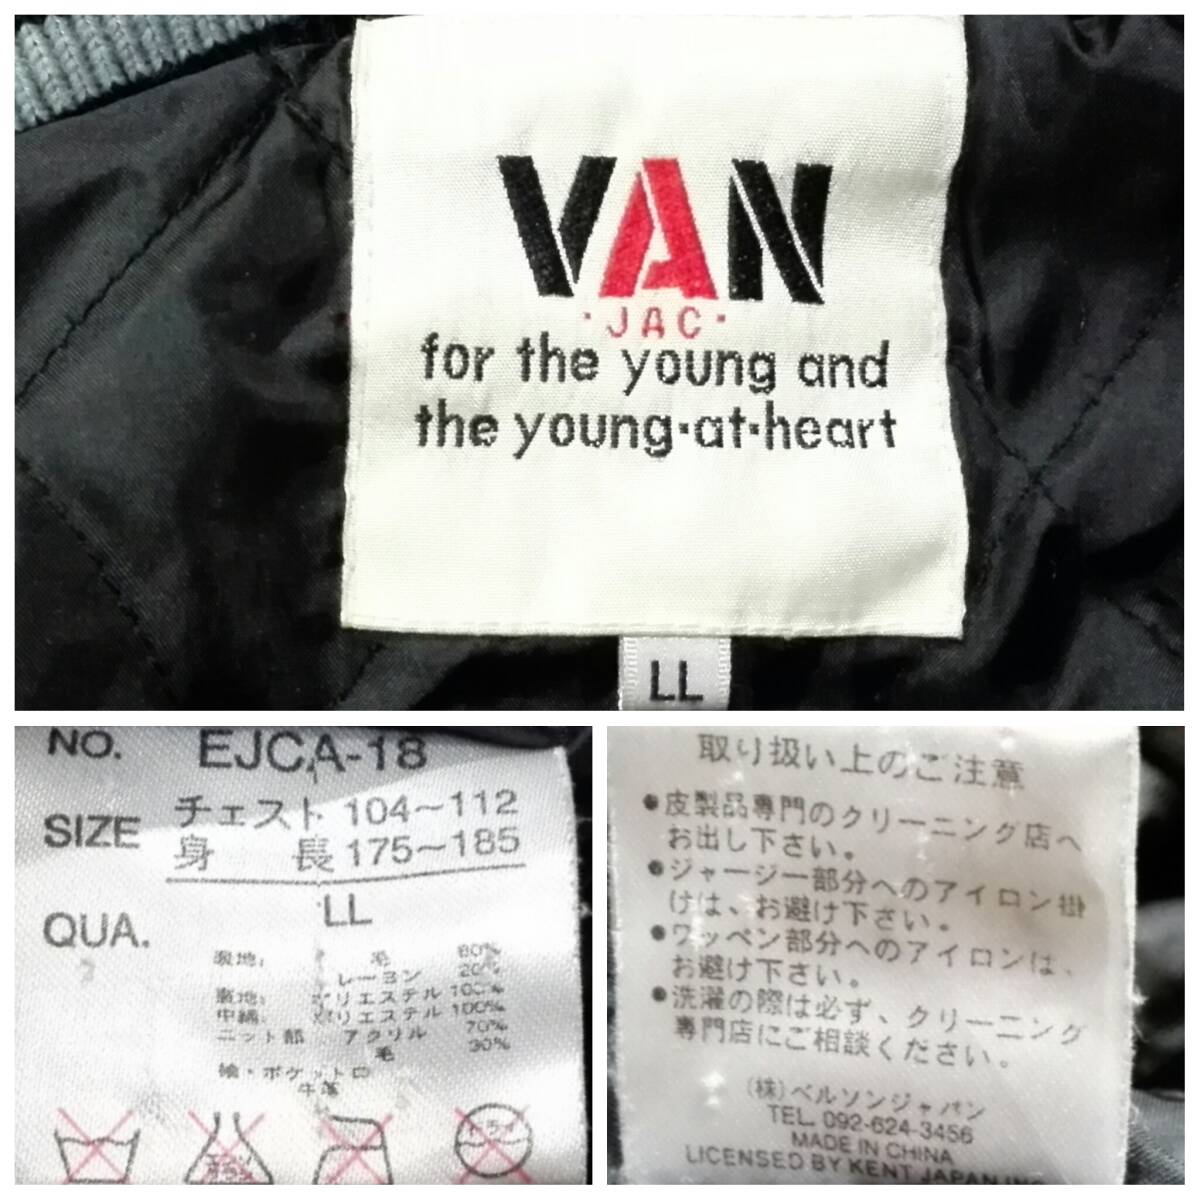 VAN
・JAC・
for the young and
the young·at·heart
LL
NO. EJCA-18
SIZE チェスト 104〜112
身 長 175〜185
LL
QUA.
表地: 毛 80%
レーヨン 20%
裏地: ポリエステル 100%
中綿: ポリエステル 100%
ニット部 アクリル 70%
毛 30%
袖・ポケット口
牛革
ドライ
取り扱い上のご注意
●皮製品専門のクリーニング店へ
お出し下さい。
●ジャージー部分へのアイロン掛
けは、お避け下さい。
●ワッペン部分へのアイロンは、
お避け下さい。
●洗濯の際は必ず、クリーニング
専門店にご相談ください。
(株)ベルソンジャパン
TEL. 092-624-3456
MADE IN CHINA
LICENSED BY KENT JAPAN INC